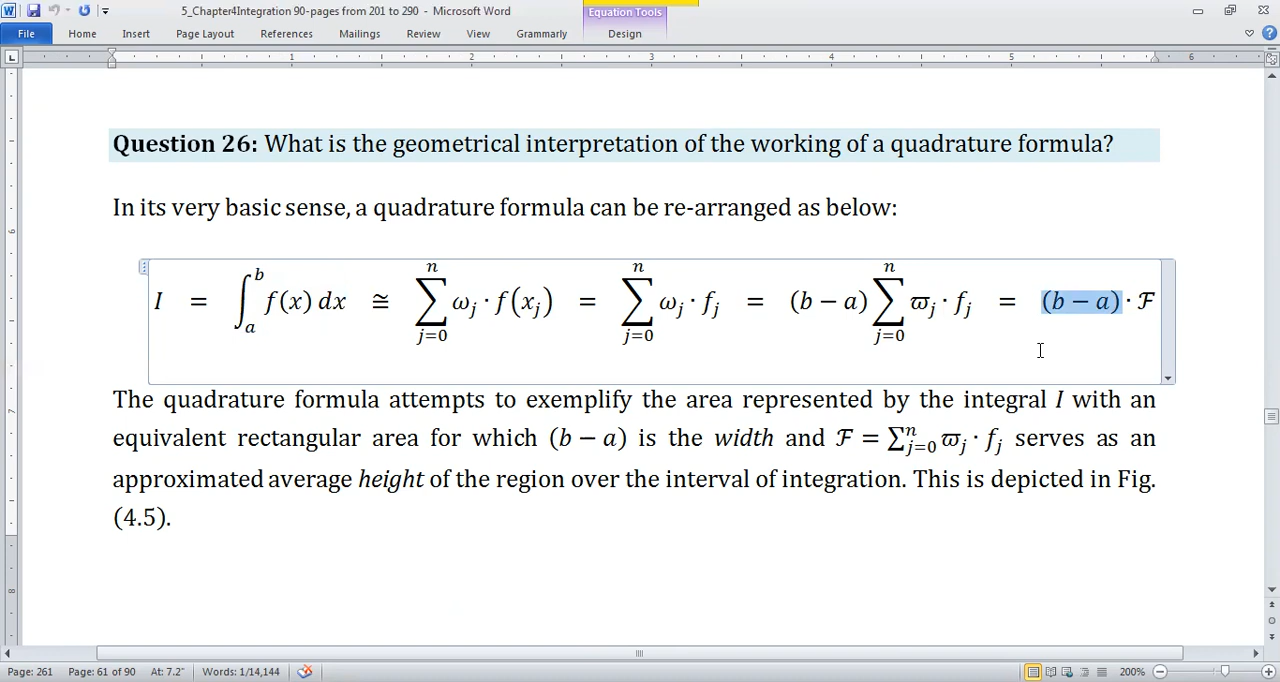 5_Chapter4Integration 90-pages from 201 to 290 - Microsoft Word
Equation Tools
File Home Insert Page Layout References Mailings Review View Grammarly Design
1 2 3 4 5 6
Question 26: What is the geometrical interpretation of the working of a quadrature formula?
In its very basic sense, a quadrature formula can be re-arranged as below:
I = ∫_a^b f(x) dx ≅ ∑_{j=0}^n ω_j · f(x_j) = ∑_{j=0}^n ω_j · f_j = (b − a) ∑_{j=0}^n ϖ_j · f_j = (b − a) · ℱ
The quadrature formula attempts to exemplify the area represented by the integral I with an
equivalent rectangular area for which (b − a) is the width and ℱ = ∑_{j=0}^n ϖ_j · f_j serves as an
approximated average height of the region over the interval of integration. This is depicted in Fig.
(4.5).
Page: 261 Page: 61 of 90 At: 7.2" Words: 1/14,144 200%